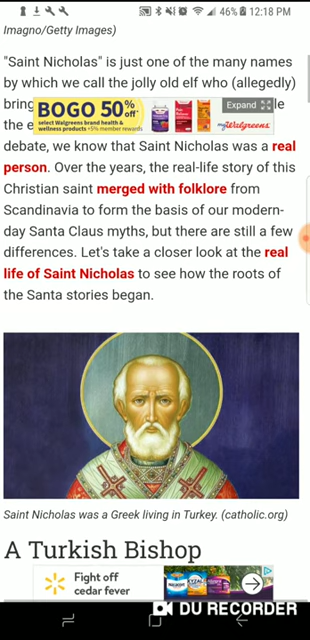 46% 12:18 PM
Imagno/Getty Images)
"Saint Nicholas" is just one of the many names
by which we call the jolly old elf who (allegedly)
bring
BOGO 50% off*
select Walgreens brand health &
wellness products +5% member rewards
Expand
myWalgreens
le
the e
debate, we know that Saint Nicholas was a real
person. Over the years, the real-life story of this
Christian saint merged with folklore from
Scandinavia to form the basis of our modern-
day Santa Claus myths, but there are still a few
differences. Let's take a closer look at the real
life of Saint Nicholas to see how the roots of
the Santa stories began.
Saint Nicholas was a Greek living in Turkey. (catholic.org)
A Turkish Bishop
Fight off
cedar fever
XYZAL
DU RECORDER